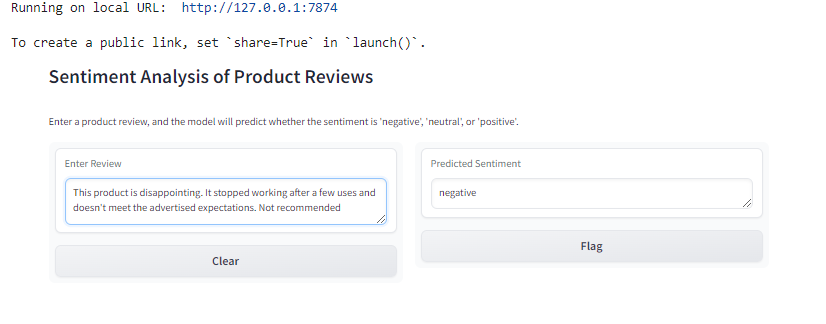 Running on local URL:  http://127.0.0.1:7874
To create a public link, set `share=True` in `launch()`.
Sentiment Analysis of Product Reviews
Enter a product review, and the model will predict whether the sentiment is 'negative', 'neutral', or 'positive'.
Enter Review
This product is disappointing. It stopped working after a few uses and
doesn't meet the advertised expectations. Not recommended
Clear
Predicted Sentiment
negative
Flag